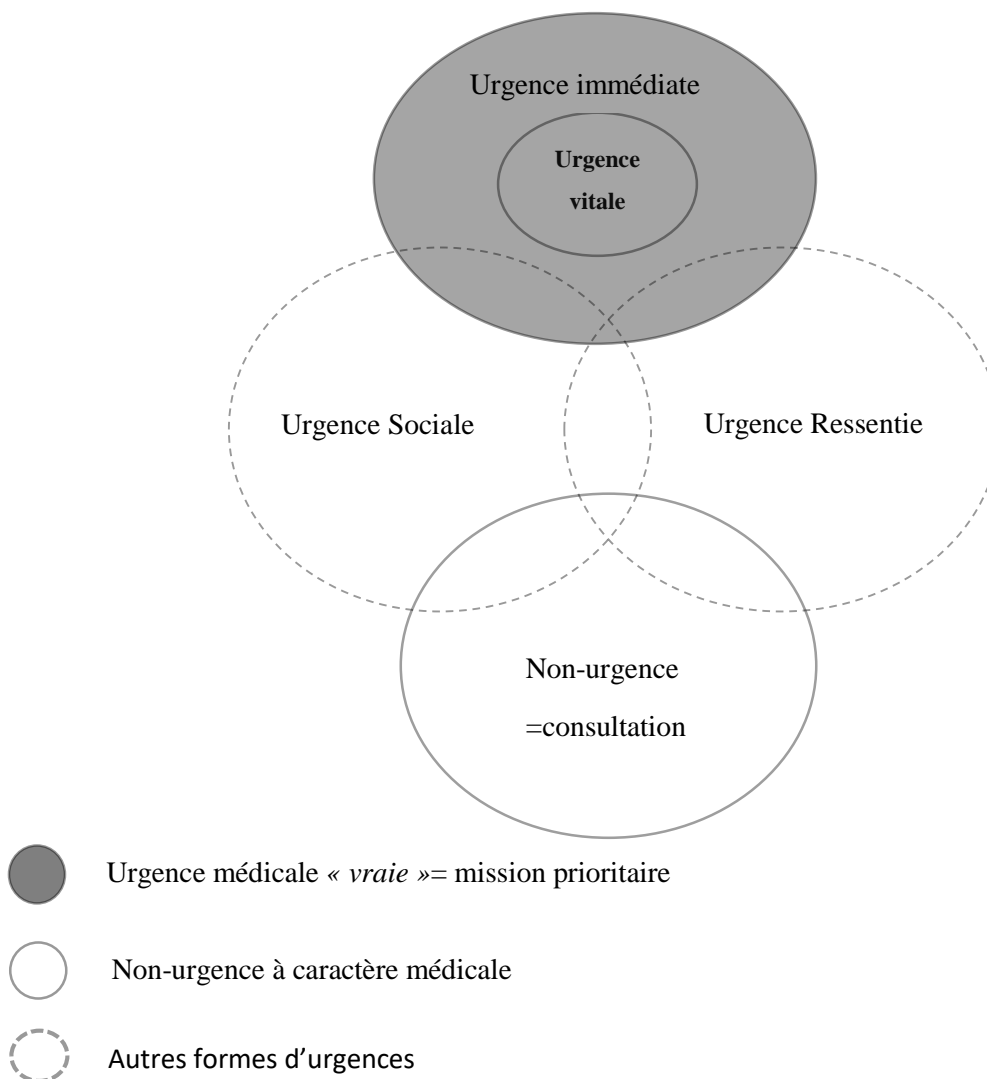 Urgence immédiate
Urgence
vitale
Urgence Sociale
Urgence Ressentie
Non-urgence
=consultation
Urgence médicale « vraie »= mission prioritaire
Non-urgence à caractère médicale
Autres formes d’urgences